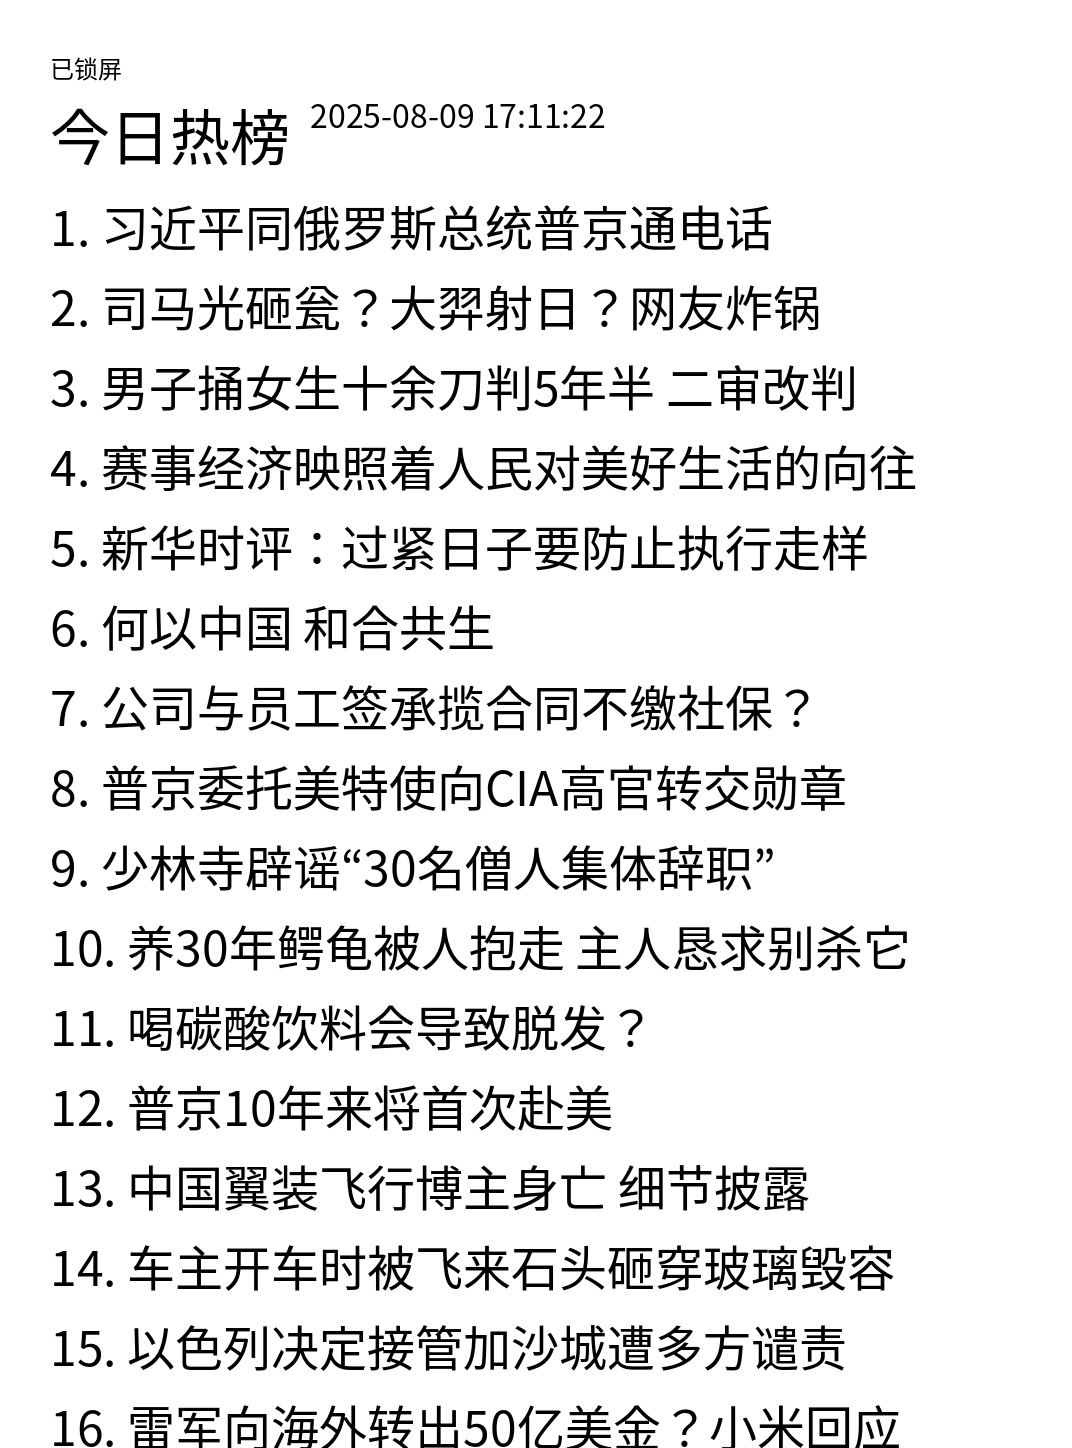 已锁屏
今日热榜 2025-08-09 17:11:22
1. 习近平同俄罗斯总统普京通电话
2. 司马光砸瓮？大羿射日？网友炸锅
3. 男子捅女生十余刀判5年半 二审改判
4. 赛事经济映照着人民对美好生活的向往
5. 新华时评：过紧日子要防止执行走样
6. 何以中国 和合共生
7. 公司与员工签承揽合同不缴社保？
8. 普京委托美特使向CIA高官转交勋章
9. 少林寺辟谣“30名僧人集体辞职”
10. 养30年鳄龟被人抱走 主人恳求别杀它
11. 喝碳酸饮料会导致脱发？
12. 普京10年来将首次赴美
13. 中国翼装飞行博主身亡 细节披露
14. 车主开车时被飞来石头砸穿玻璃毁容
15. 以色列决定接管加沙城遭多方谴责
16. 雷军向海外转出50亿美金？小米回应